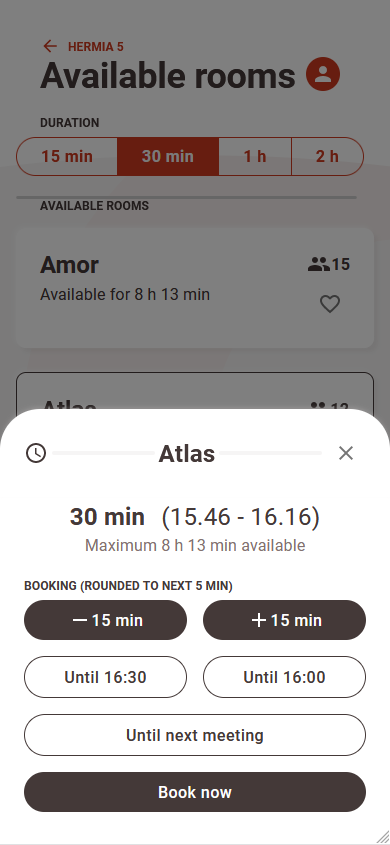 HERMIA 5
Available rooms
DURATION
15 min 30 min 1 h 2 h
AVAILABLE ROOMS
Amor 15
Available for 8 h 13 min
Atlas 12
Atlas
30 min (15.46 - 16.16)
Maximum 8 h 13 min available
BOOKING (ROUNDED TO NEXT 5 MIN)
− 15 min + 15 min
Until 16:30 Until 16:00
Until next meeting
Book now